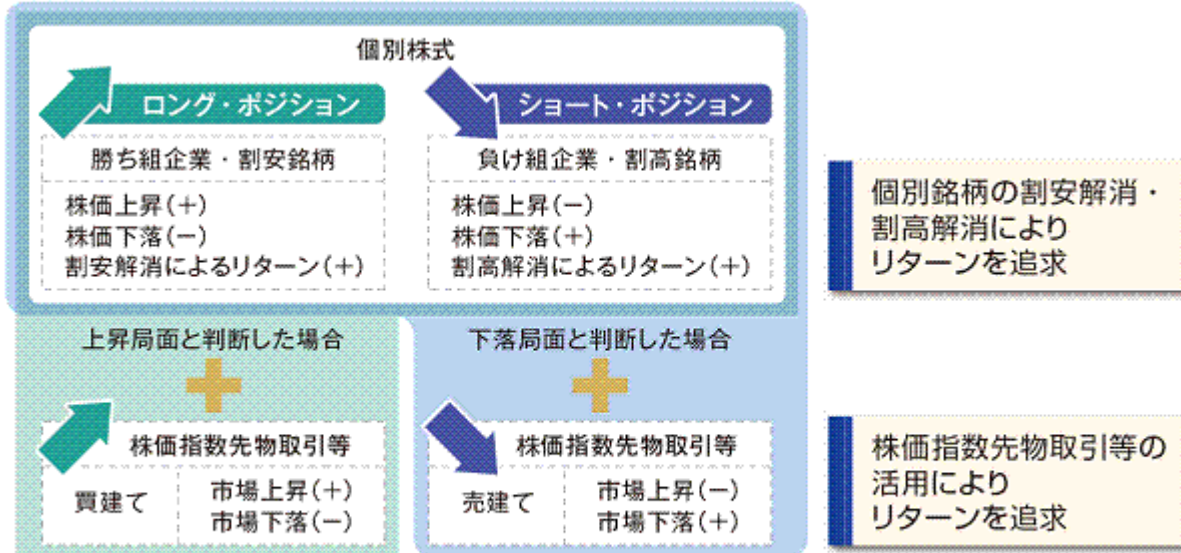 個別株式
ロング・ポジション
勝ち組企業・割安銘柄
株価上昇(+)
株価下落(−)
割安解消によるリターン(+)
ショート・ポジション
負け組企業・割高銘柄
株価上昇(−)
株価下落(+)
割高解消によるリターン(+)
個別銘柄の割安解消・
割高解消により
リターンを追求
上昇局面と判断した場合
+
株価指数先物取引等
買建て
市場上昇(+)
市場下落(−)
下落局面と判断した場合
+
株価指数先物取引等
売建て
市場上昇(−)
市場下落(+)
株価指数先物取引等の
活用により
リターンを追求